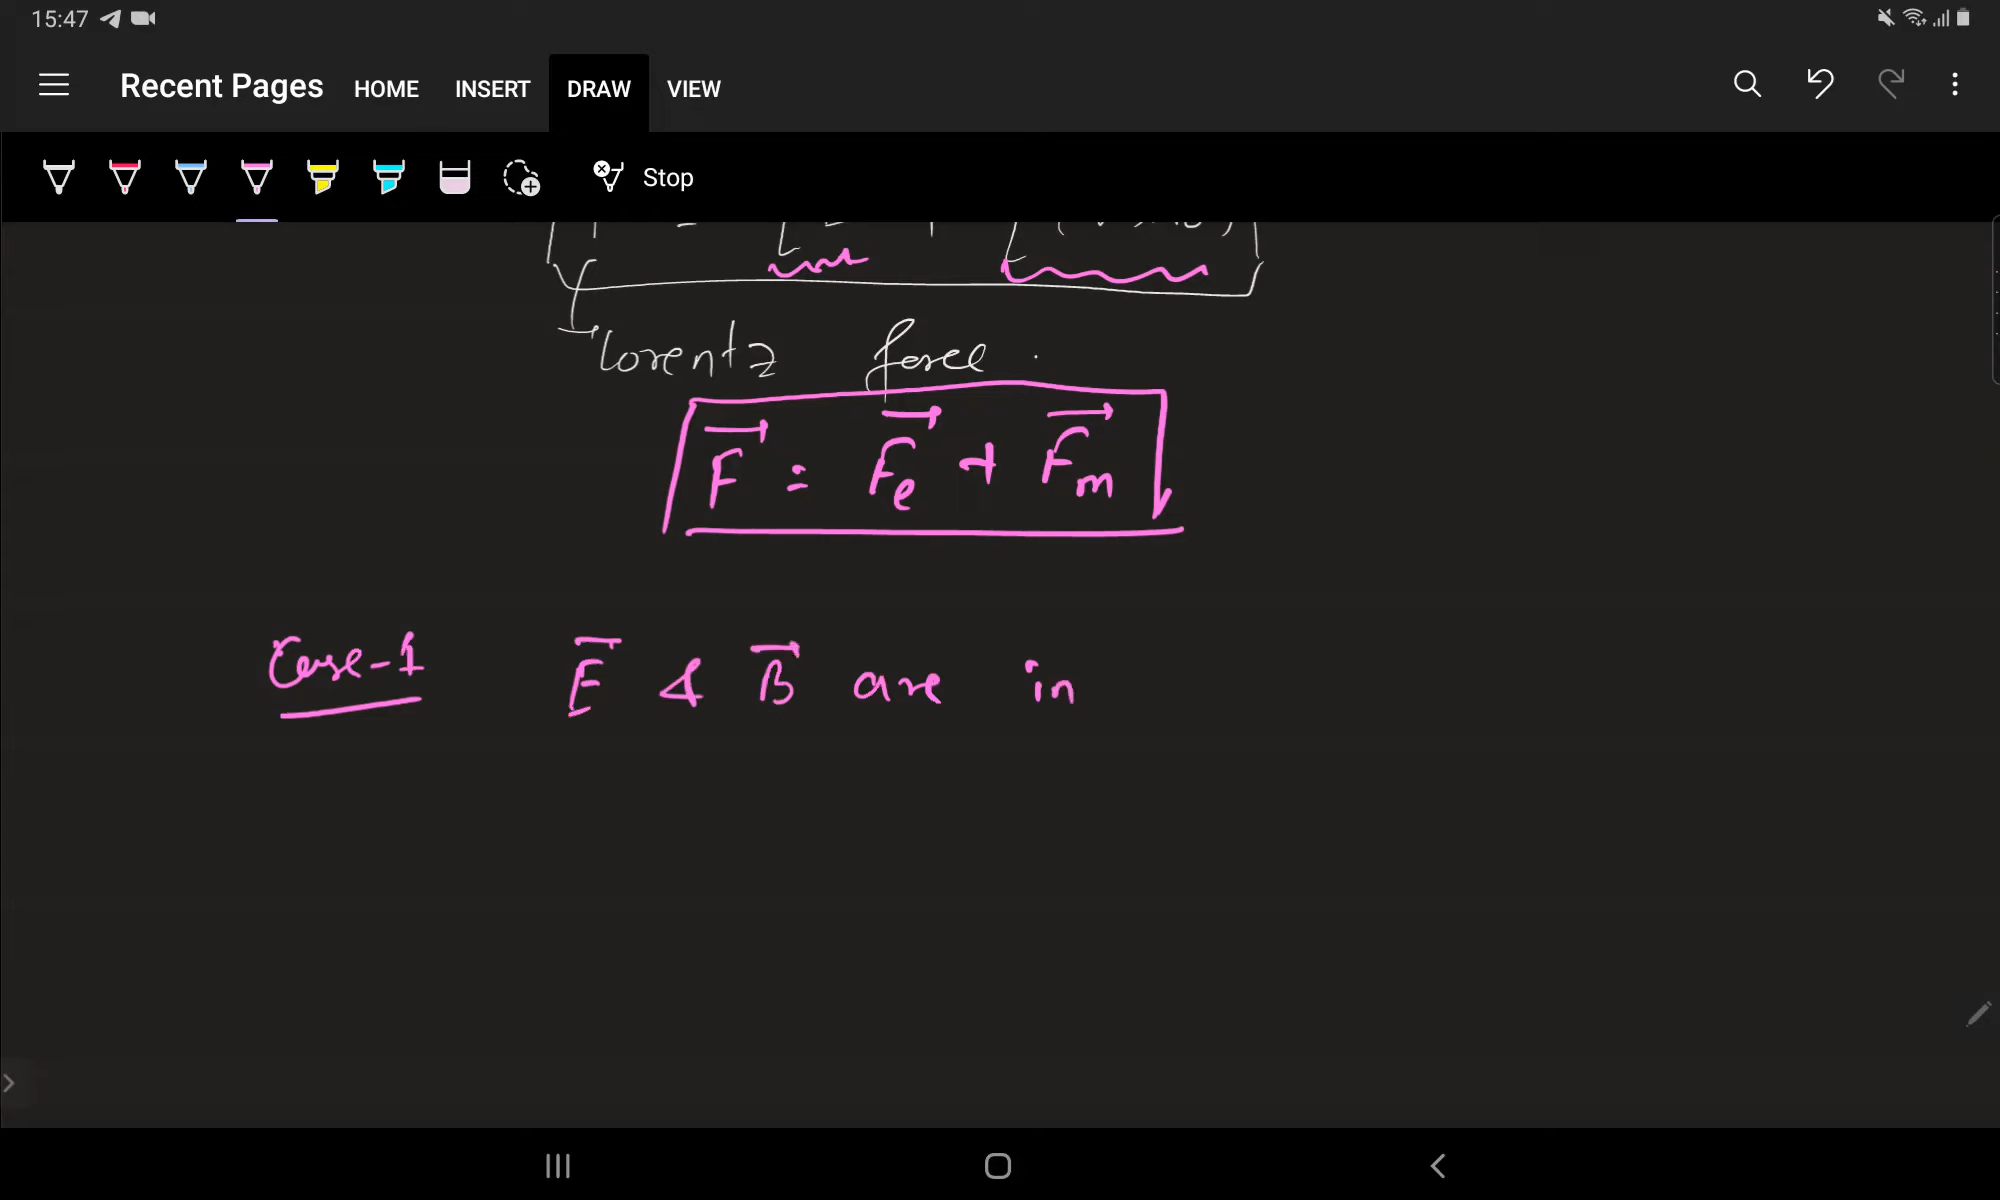 15:47
Recent Pages HOME INSERT DRAW VIEW
Stop
Lorentz force .
F = Fe + Fm
Case-1 E & B are in